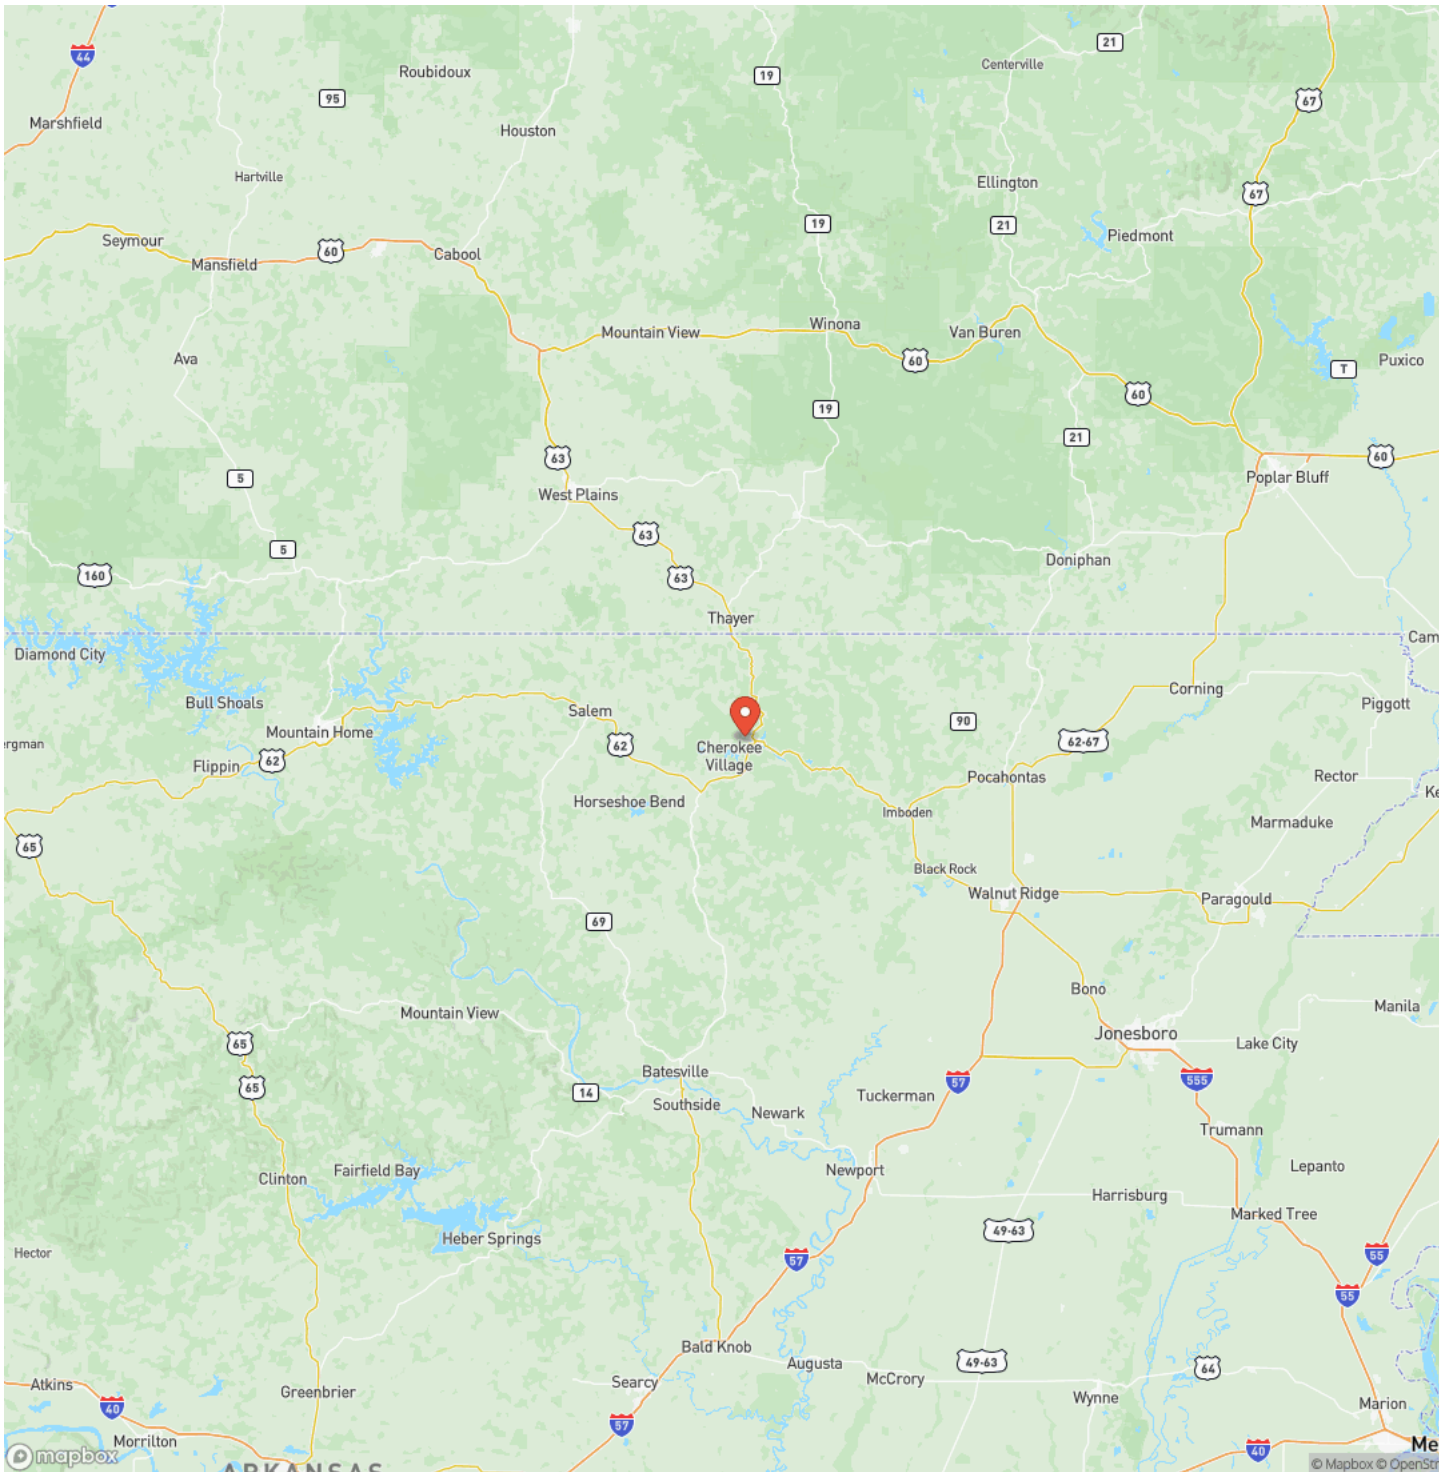 44
Roubidoux
95
19
21
Centerville
67
Marshfield
Houston
Hartville
Ellington
67
19
21
Seymour
Mansfield
60
Cabool
Piedmont
Mountain View
Winona
Van Buren
60
Ava
Puxico
T
60
19
21
63
West Plains
5
Poplar Bluff
60
63
5
160
63
Doniphan
Thayer
Diamond City
Cam
Bull Shoals
Mountain Home
Salem
62
90
Corning
Piggott
ergman
Flippin
62
Cherokee
Village
62-67
Pocahontas
Rector
Ke
Horseshoe Bend
Imboden
Marmaduke
65
Black Rock
Walnut Ridge
Paragould
69
Mountain View
Bono
Manila
65
65
Jonesboro
Lake City
Batesville
14
Southside
Newark
Tuckerman
57
555
Trumann
Clinton
Fairfield Bay
Newport
Lepanto
Harrisburg
Marked Tree
Hector
Heber Springs
49-63
57
55
55
Bald Knob
Augusta
49-63
McCrory
64
Atkins
Greenbrier
Searcy
Wynne
Marion
40
Morrilton
57
40
Me
mapbox
ARKANSAS
© Mapbox © OpenStr